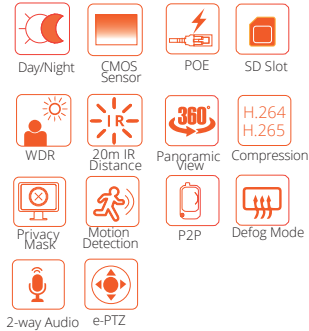 Day/Night
CMOS
Sensor
POE
SD Slot
IR
360°
H.264
H.265
WDR
20m IR
Distance
Panoramic
View
Compression
Privacy
Mask
Motion
Detection
P2P
Defog Mode
2-way Audio
e-PTZ